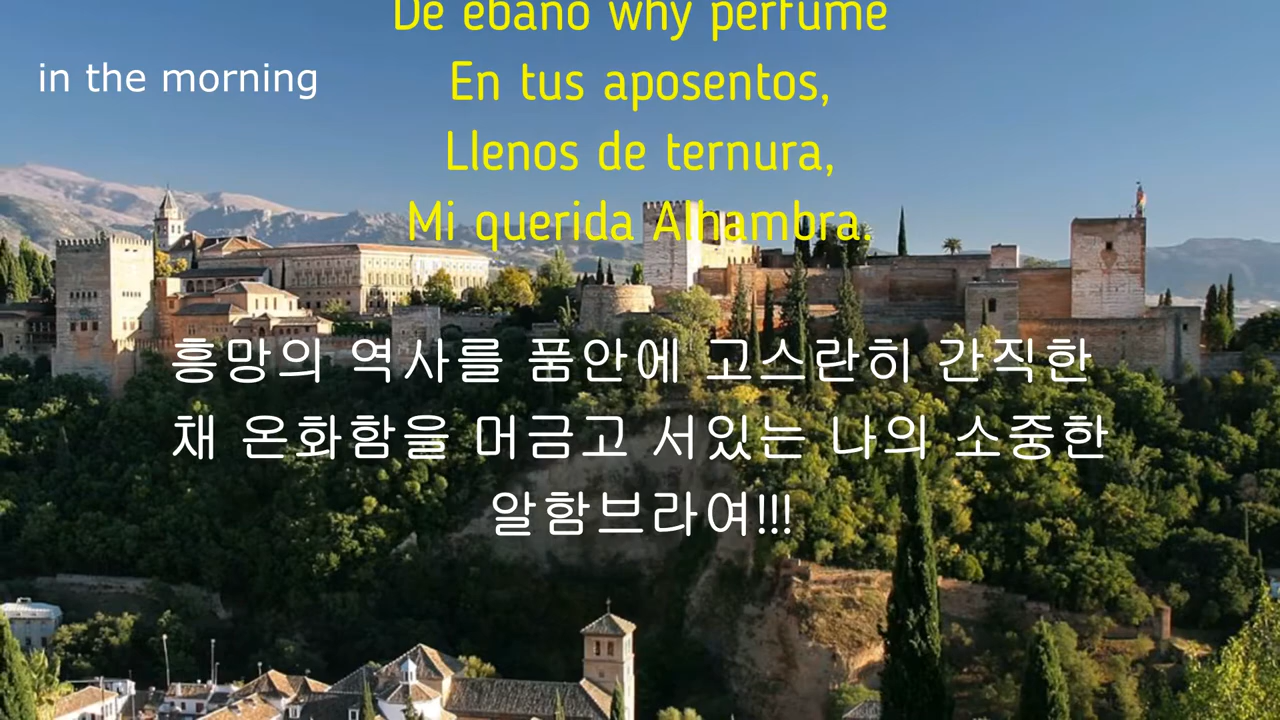 De ebano why perfume
in the morning
En tus aposentos,
Llenos de ternura,
Mi querida Alhambra.
흥망의 역사를 품안에 고스란히 간직한
채 온화함을 머금고 서있는 나의 소중한
알함브라여!!!